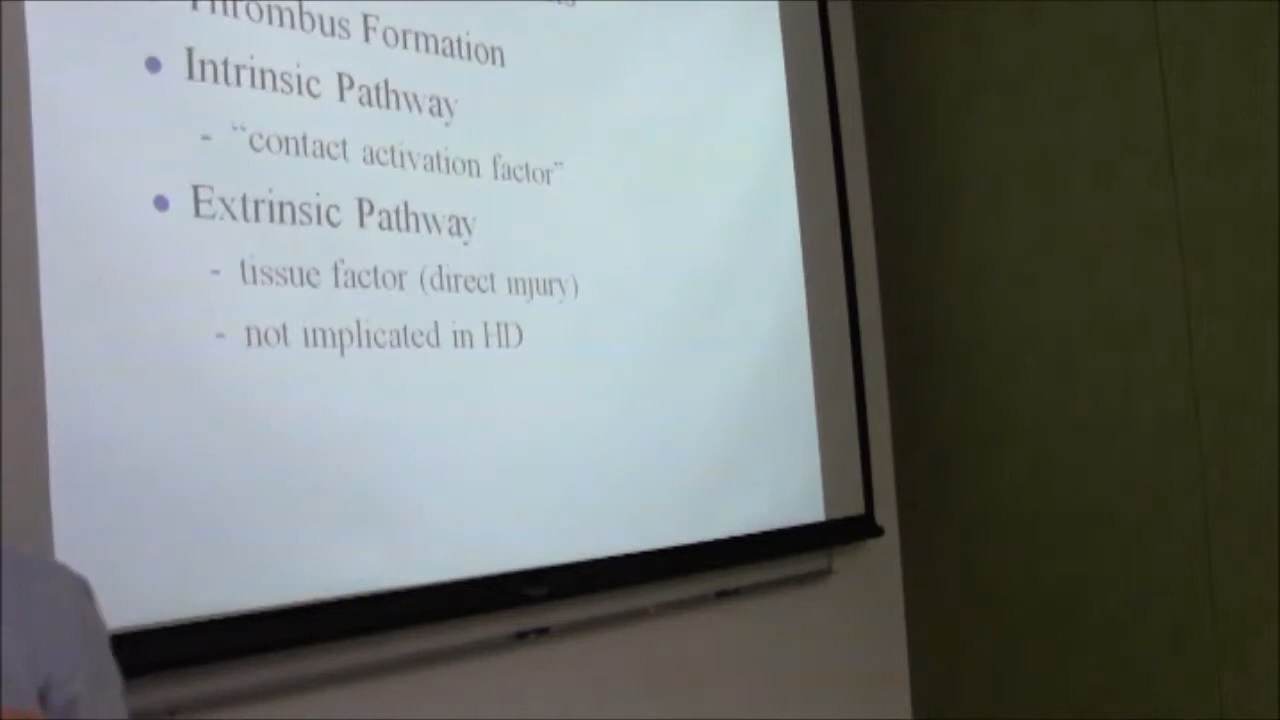 Thrombus Formation
Intrinsic Pathway
- “contact activation factor”
Extrinsic Pathway
- tissue factor (direct injury)
- not implicated in HD